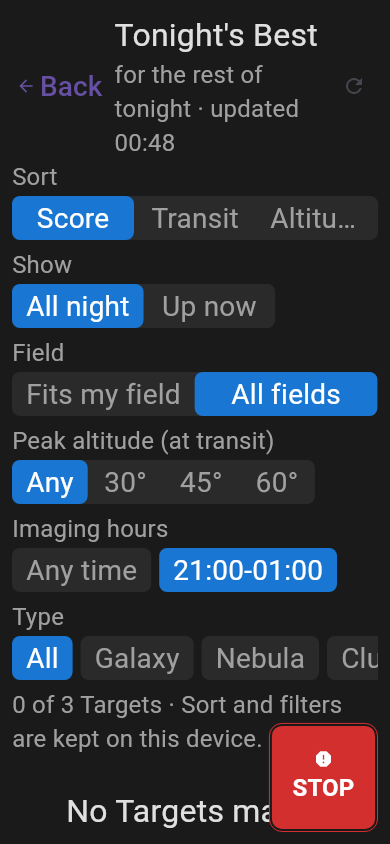 Tonight's Best
← Back
for the rest of
tonight · updated
00:48
Sort
Score Transit Altitu...
Show
All night Up now
Field
Fits my field All fields
Peak altitude (at transit)
Any 30° 45° 60°
Imaging hours
Any time 21:00-01:00
Type
All Galaxy Nebula Clu
0 of 3 Targets · Sort and filters
are kept on this device.
STOP
No Targets ma